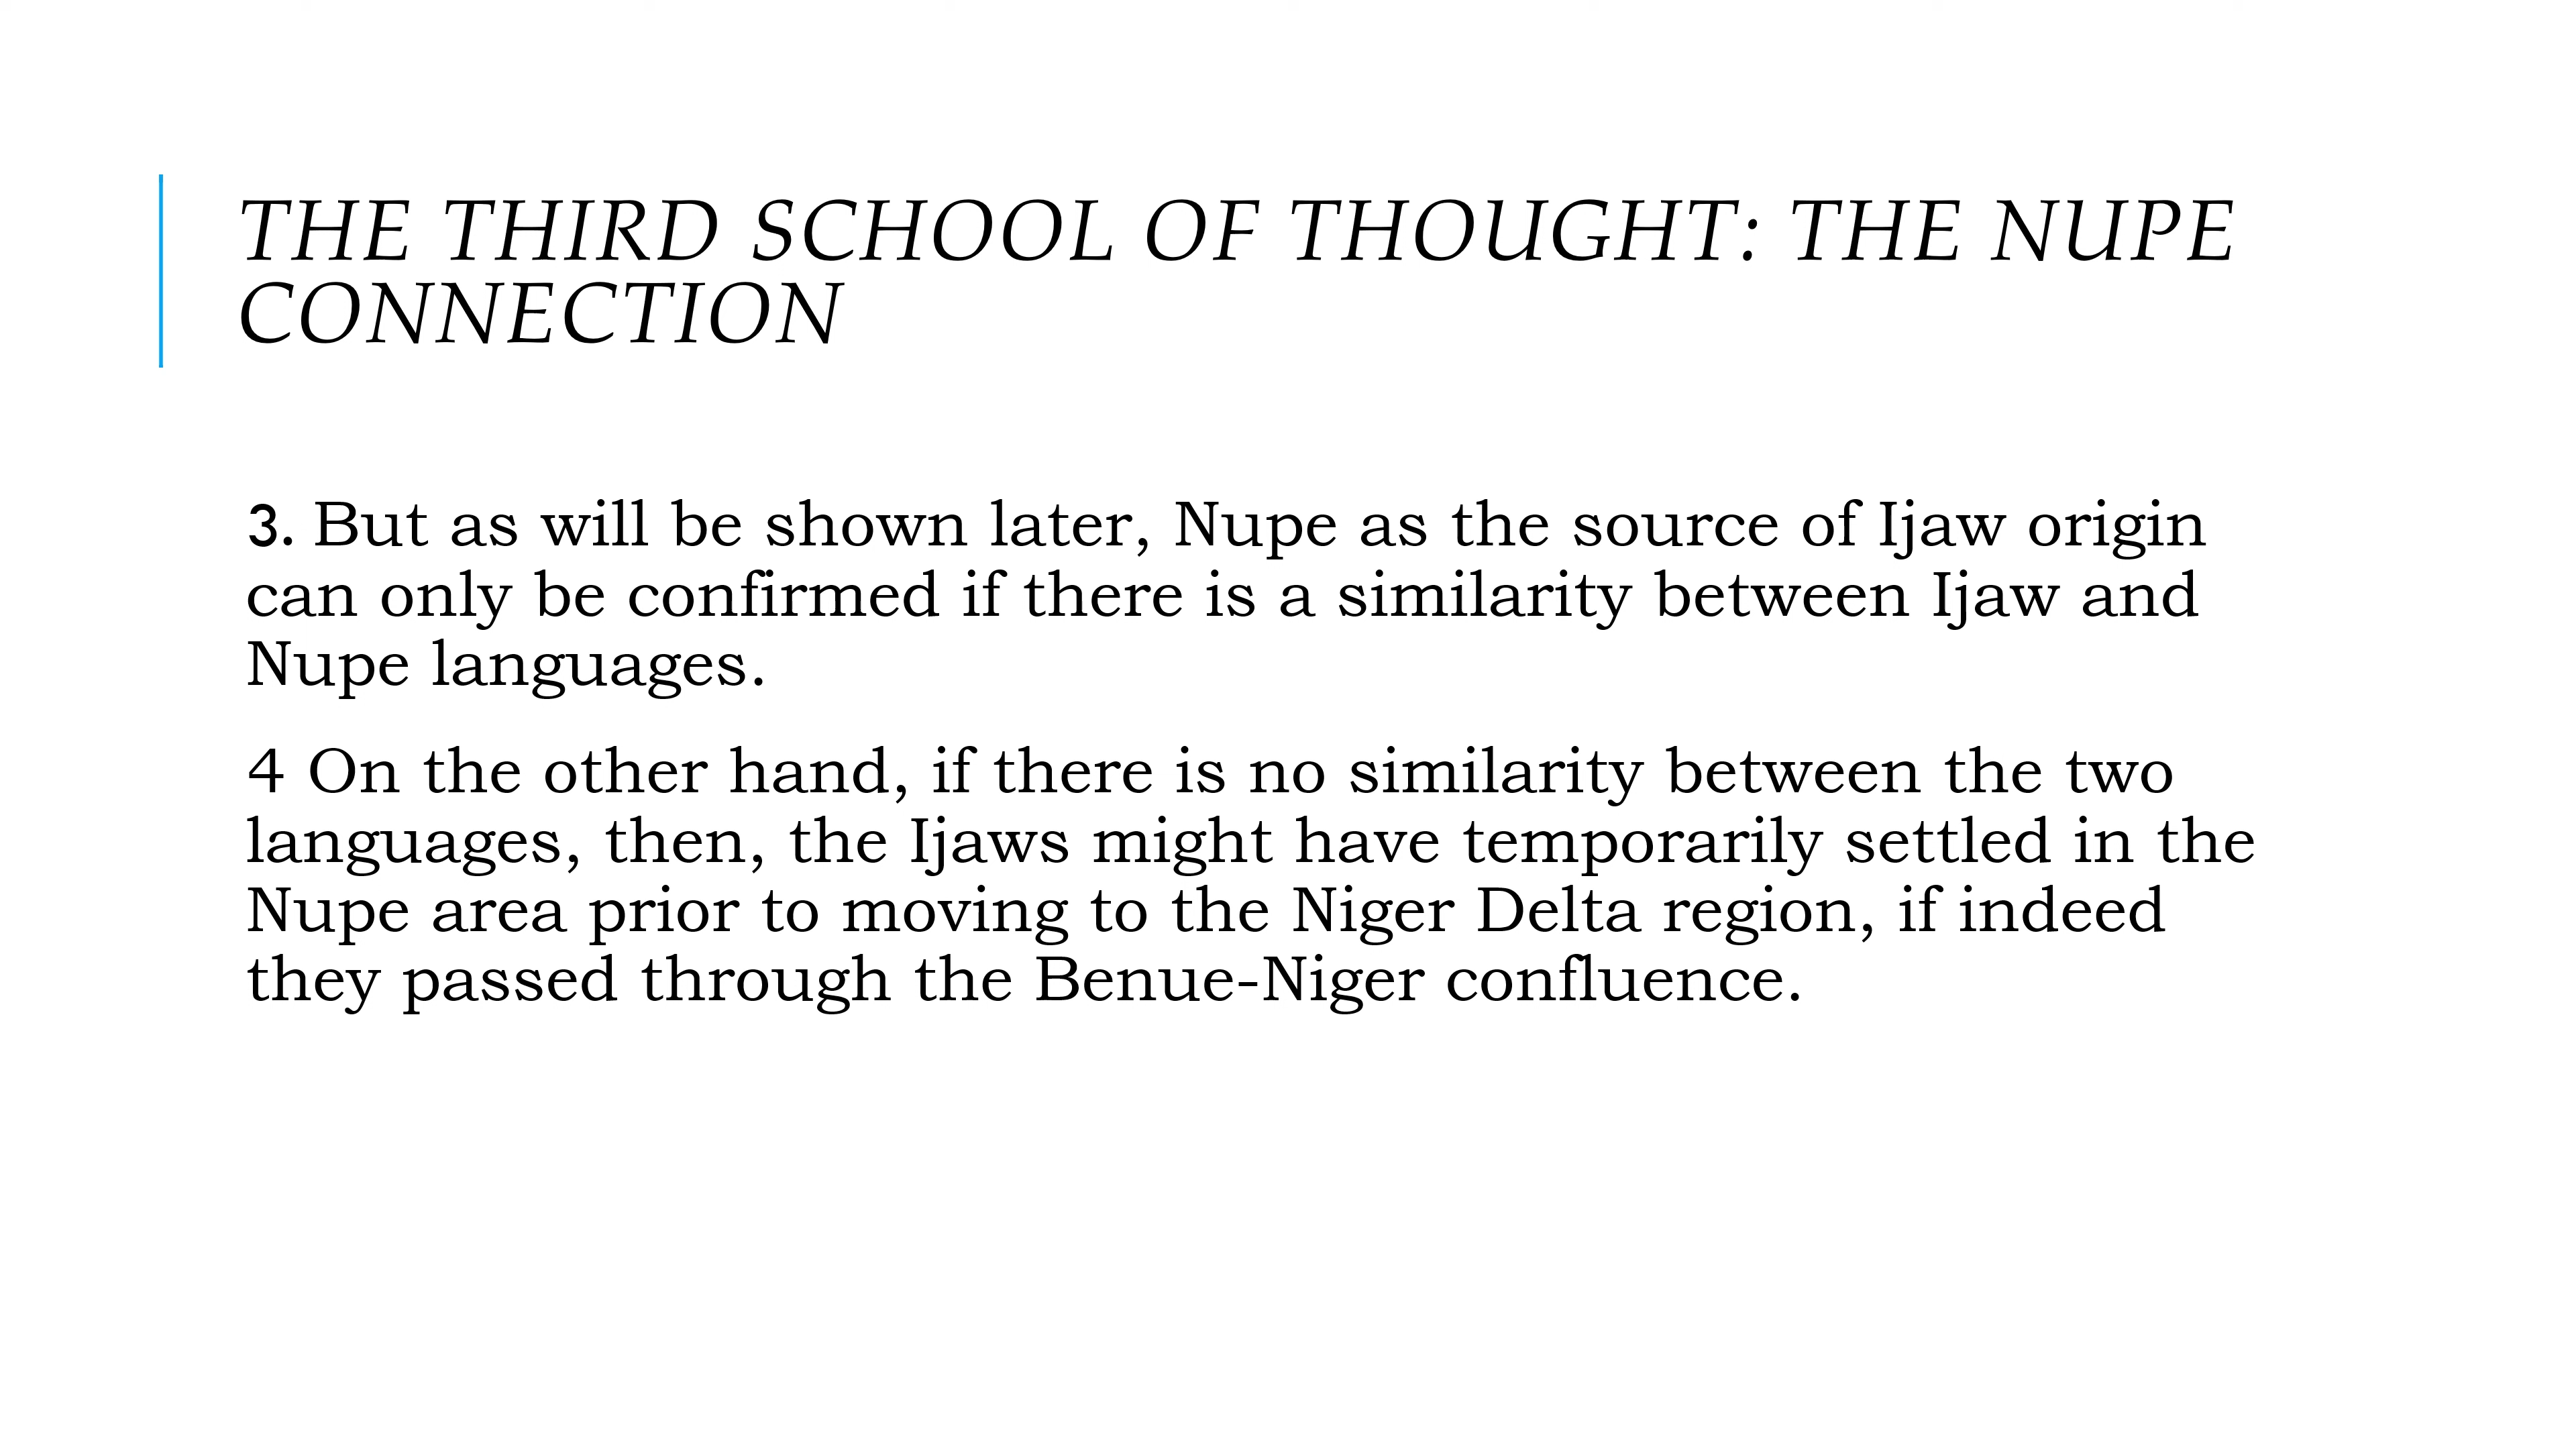 THE THIRD SCHOOL OF THOUGHT: THE NUPE
CONNECTION
3. But as will be shown later, Nupe as the source of Ijaw origin
can only be confirmed if there is a similarity between Ijaw and
Nupe languages.
4 On the other hand, if there is no similarity between the two
languages, then, the Ijaws might have temporarily settled in the
Nupe area prior to moving to the Niger Delta region, if indeed
they passed through the Benue-Niger confluence.